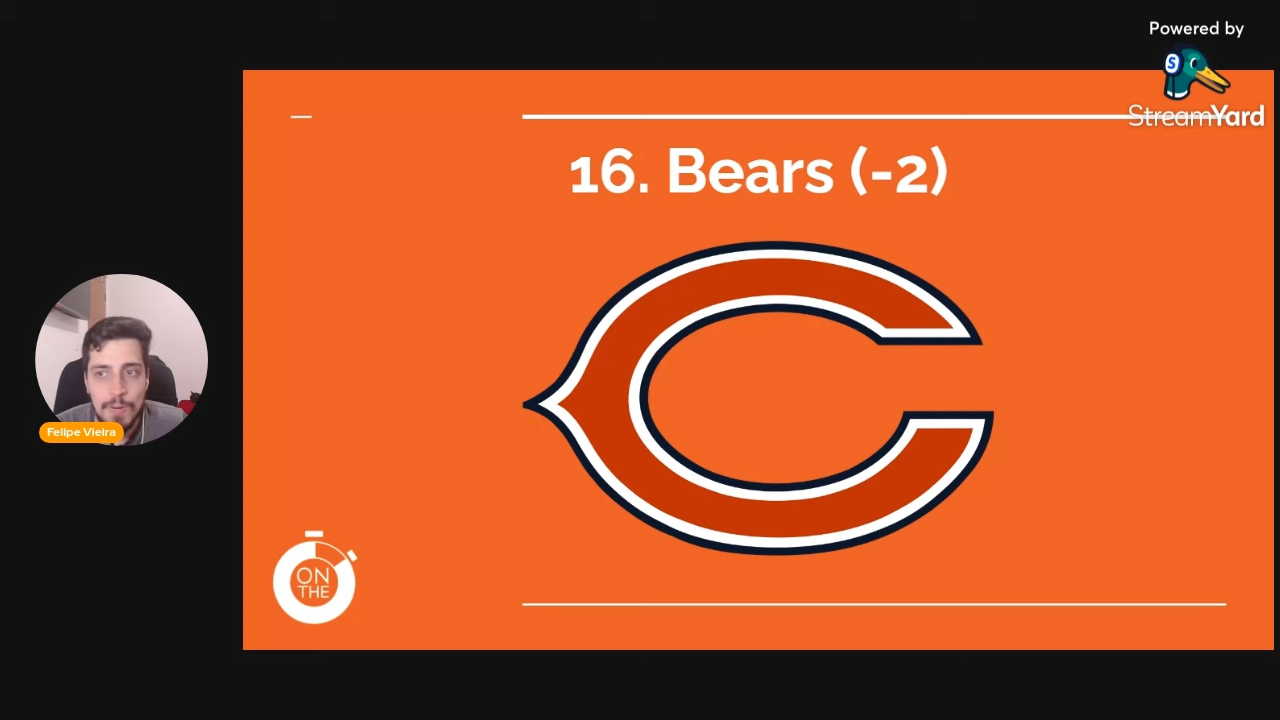 Powered by
StreamYard
16. Bears (-2)
Felipe Vieira
ON
THE